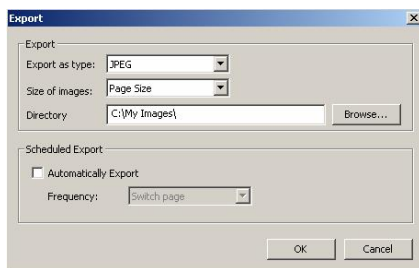 Export
Export
Export as type: JPEG
Size of images: Page Size
Directory C:\My Images\ Browse...
Scheduled Export
Automatically Export
Frequency: Switch page
OK Cancel